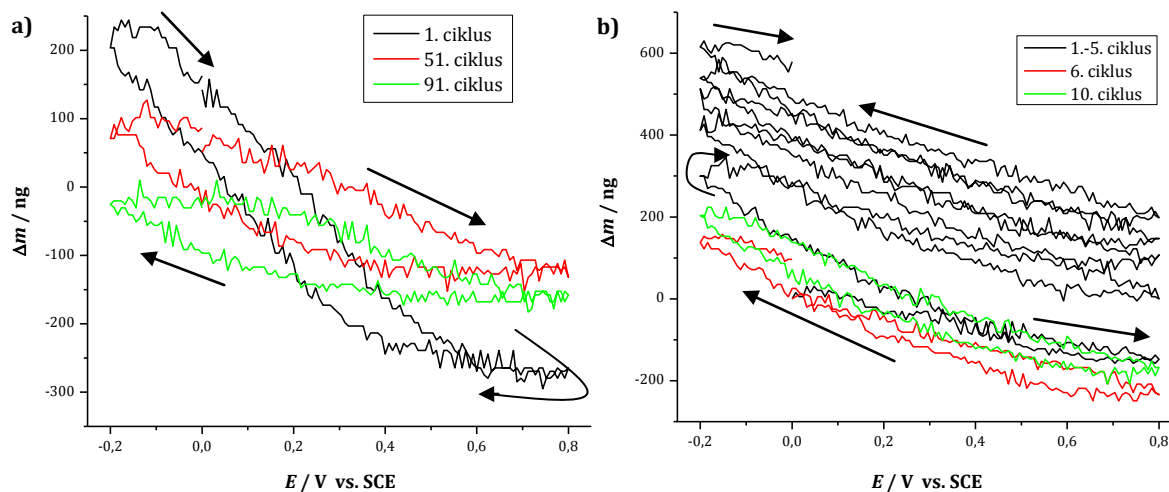 a)
1. ciklus
51. ciklus
91. ciklus
Δm / ng
200
100
0
-100
-200
-300
-0,2
0,0
0,2
0,4
0,6
0,8
E / V vs. SCE
b)
1.-5. ciklus
6. ciklus
10. ciklus
Δm / ng
600
400
200
0
-200
-0,2
0,0
0,2
0,4
0,6
0,8
E / V vs. SCE